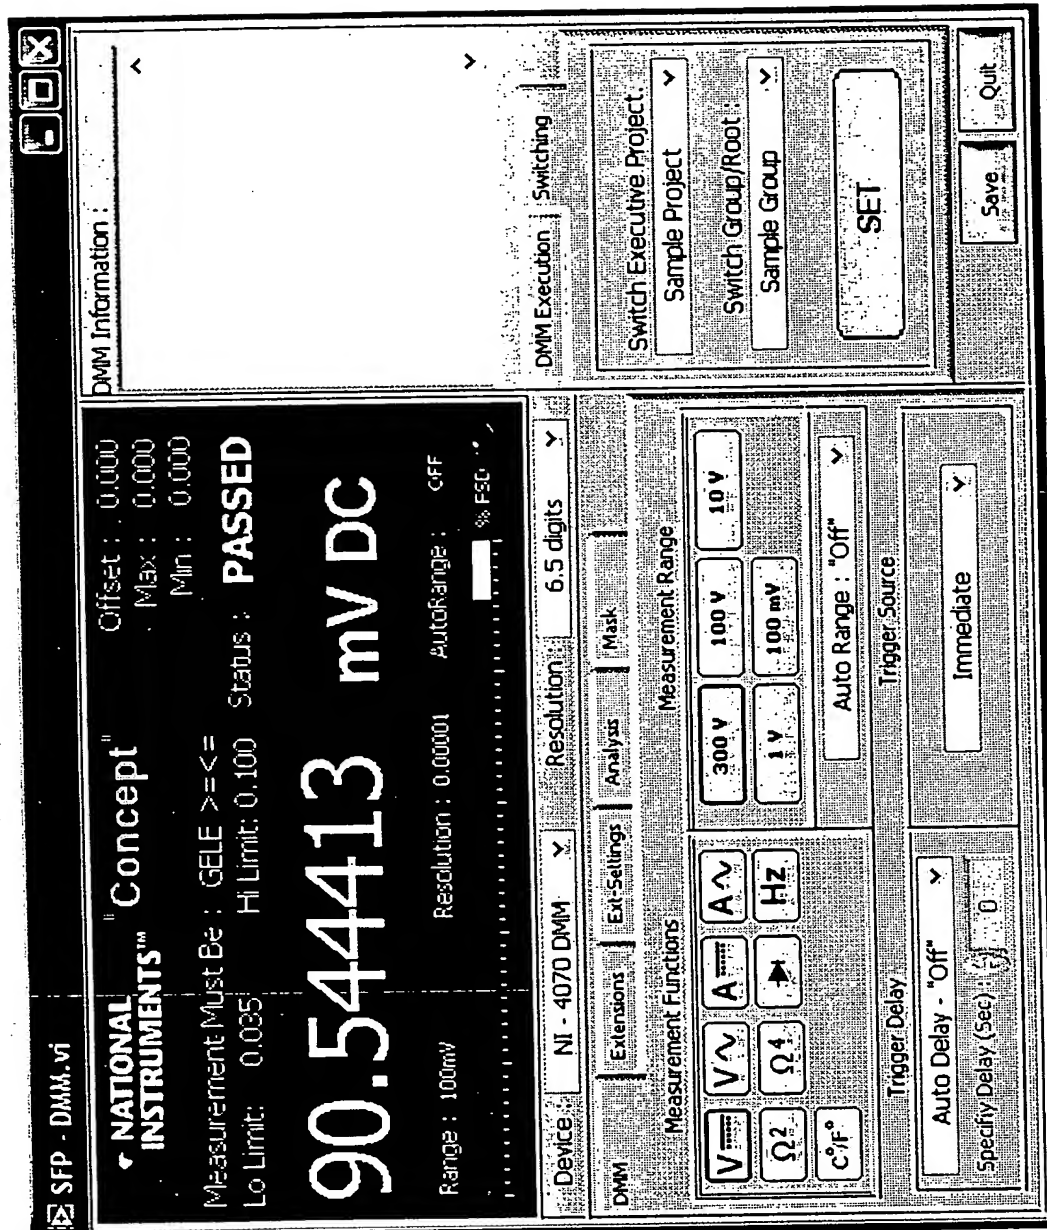 SFP - DMM.vi
NATIONAL INSTRUMENTS™
"Concept"
Offset : 0.000
Max : 0.000
Min : 0.000
Measurement Must Be : GELE >=<=
Lo Limit: 0.035 Hi Limit: 0.100 Status : PASSED
90.54413 mV DC
Range : 100mV Resolution : 0.00001 AutoRange : OFF
% FSD
Device: NI - 4070 DMM Resolution : 6.5 digits
DMM Extensions Ext-Settings Analysis Mask
Measurement Functions
V V A A
Ω2 Ω4 Hz
C°/F°
Measurement Range
300 V 100 V 10 V
1 V 100 mV
Auto Range : "Off"
Trigger Delay
Auto Delay - "Off"
Specifiy Delay (Sec) : 0
Trigger Source
Immediate
DMM Information :
DMM Execution Switching
Switch Executive Project:
Sample Project
Switch Group/Root :
Sample Group
SET
Save Quit